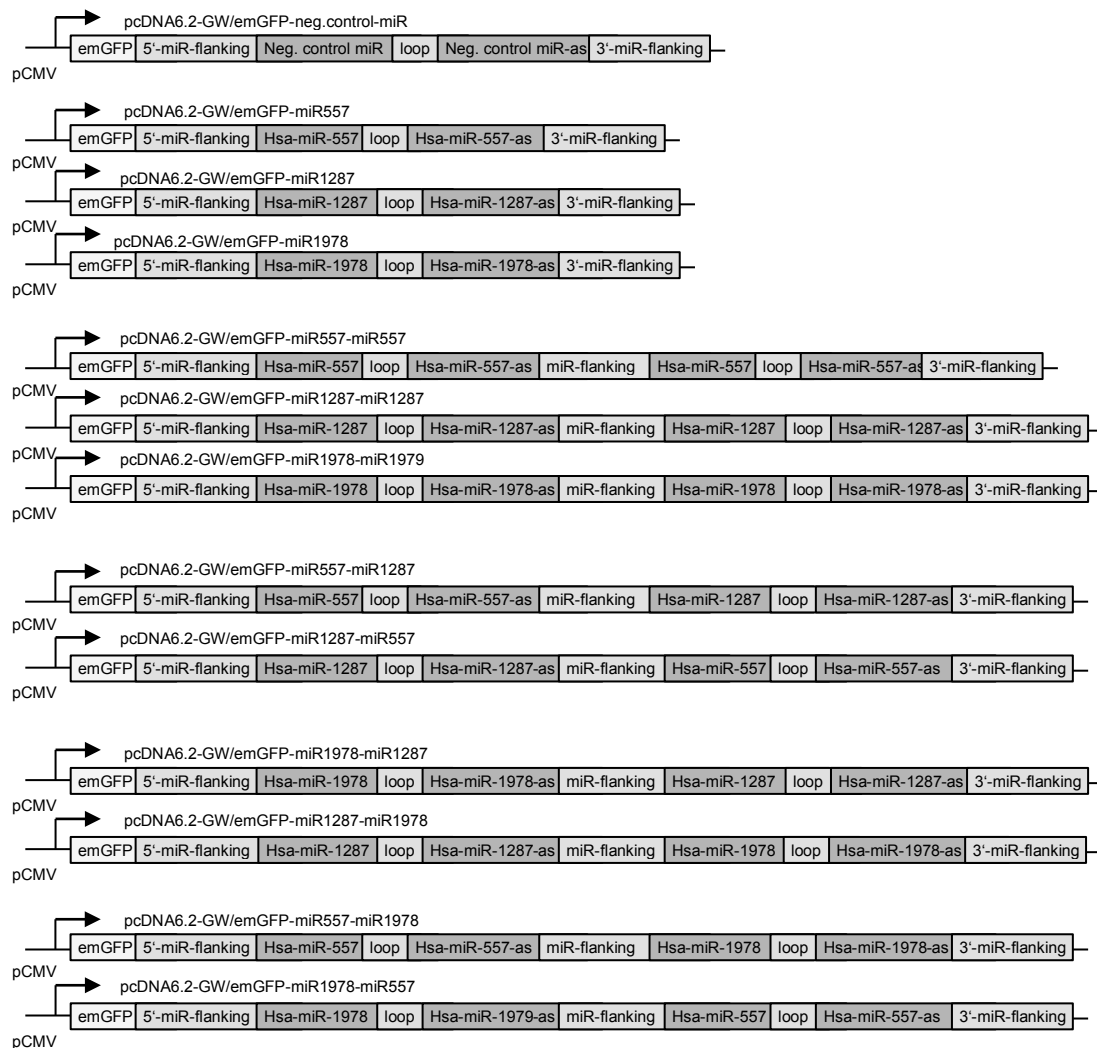 pcDNA6.2-GW/emGFP-neg.control-miR
emGFP 5‘-miR-flanking Neg. control miR loop Neg. control miR-as 3‘-miR-flanking
pCMV
pcDNA6.2-GW/emGFP-miR557
emGFP 5‘-miR-flanking Hsa-miR-557 loop Hsa-miR-557-as 3‘-miR-flanking
pCMV
pcDNA6.2-GW/emGFP-miR1287
emGFP 5‘-miR-flanking Hsa-miR-1287 loop Hsa-miR-1287-as 3‘-miR-flanking
pCMV
pcDNA6.2-GW/emGFP-miR1978
emGFP 5‘-miR-flanking Hsa-miR-1978 loop Hsa-miR-1978-as 3‘-miR-flanking
pCMV
pcDNA6.2-GW/emGFP-miR557-miR557
emGFP 5‘-miR-flanking Hsa-miR-557 loop Hsa-miR-557-as miR-flanking Hsa-miR-557 loop Hsa-miR-557-as 3‘-miR-flanking
pCMV
pcDNA6.2-GW/emGFP-miR1287-miR1287
emGFP 5‘-miR-flanking Hsa-miR-1287 loop Hsa-miR-1287-as miR-flanking Hsa-miR-1287 loop Hsa-miR-1287-as 3‘-miR-flanking
pCMV
pcDNA6.2-GW/emGFP-miR1978-miR1979
emGFP 5‘-miR-flanking Hsa-miR-1978 loop Hsa-miR-1978-as miR-flanking Hsa-miR-1978 loop Hsa-miR-1978-as 3‘-miR-flanking
pCMV
pcDNA6.2-GW/emGFP-miR557-miR1287
emGFP 5‘-miR-flanking Hsa-miR-557 loop Hsa-miR-557-as miR-flanking Hsa-miR-1287 loop Hsa-miR-1287-as 3‘-miR-flanking
pCMV
pcDNA6.2-GW/emGFP-miR1287-miR557
emGFP 5‘-miR-flanking Hsa-miR-1287 loop Hsa-miR-1287-as miR-flanking Hsa-miR-557 loop Hsa-miR-557-as 3‘-miR-flanking
pCMV
pcDNA6.2-GW/emGFP-miR1978-miR1287
emGFP 5‘-miR-flanking Hsa-miR-1978 loop Hsa-miR-1978-as miR-flanking Hsa-miR-1287 loop Hsa-miR-1287-as 3‘-miR-flanking
pCMV
pcDNA6.2-GW/emGFP-miR1287-miR1978
emGFP 5‘-miR-flanking Hsa-miR-1287 loop Hsa-miR-1287-as miR-flanking Hsa-miR-1978 loop Hsa-miR-1978-as 3‘-miR-flanking
pCMV
pcDNA6.2-GW/emGFP-miR557-miR1978
emGFP 5‘-miR-flanking Hsa-miR-557 loop Hsa-miR-557-as miR-flanking Hsa-miR-1978 loop Hsa-miR-1978-as 3‘-miR-flanking
pCMV
pcDNA6.2-GW/emGFP-miR1978-miR557
emGFP 5‘-miR-flanking Hsa-miR-1978 loop Hsa-miR-1979-as miR-flanking Hsa-miR-557 loop Hsa-miR-557-as 3‘-miR-flanking
pCMV